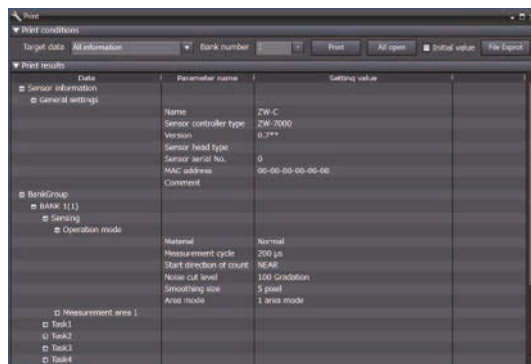 Print
Print conditions
Target data All information Bank number 1 Print All open Initial value File Exprot
Print results
Data Parameter name Setting value
Sensor information
General settings
Name ZW-C
Sensor controller type ZW-7000
Version 0.7**
Sensor head type
Sensor serial No. 0
MAC address 00-00-00-00-00-00
Comment
BankGroup
BANK 1(1)
Sensing
Operation mode
Material Normal
Measurement cycle 200 µs
Start direction of count NEAR
Noise cut level 100 Gradation
Smoothing size 5 pixel
Area mode 1 area mode
Measurement area 1
Task1
Task2
Task3
Task4